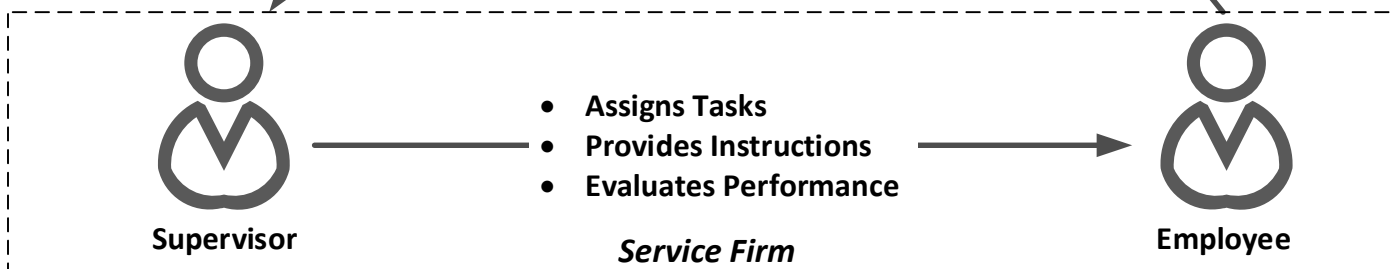 • Assigns Tasks
• Provides Instructions
• Evaluates Performance
Supervisor
Service Firm
Employee